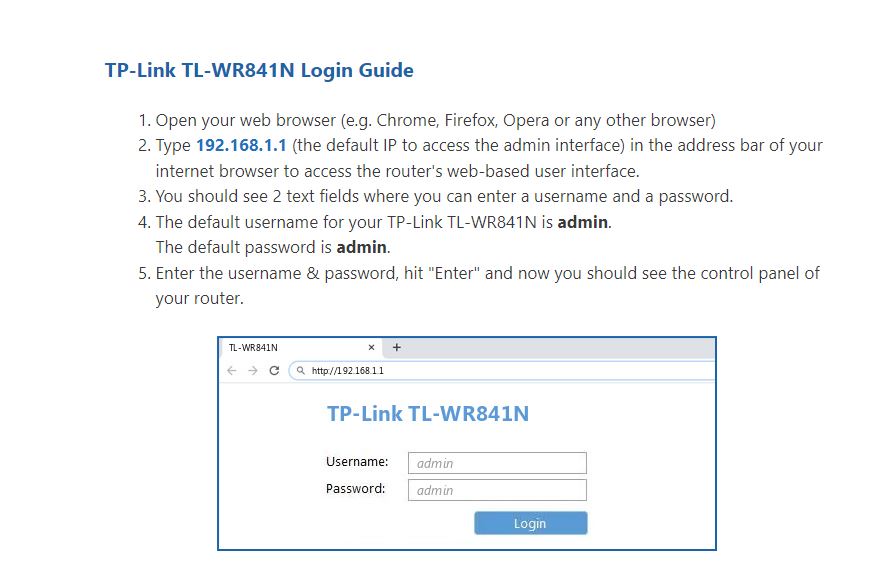 TP-Link TL-WR841N Login Guide
1. Open your web browser (e.g. Chrome, Firefox, Opera or any other browser)
2. Type 192.168.1.1 (the default IP to access the admin interface) in the address bar of your
internet browser to access the router's web-based user interface.
3. You should see 2 text fields where you can enter a username and a password.
4. The default username for your TP-Link TL-WR841N is admin.
The default password is admin.
5. Enter the username & password, hit "Enter" and now you should see the control panel of
your router.
TL-WR841N × +
http://192.168.1.1
TP-Link TL-WR841N
Username: admin
Password: admin
Login